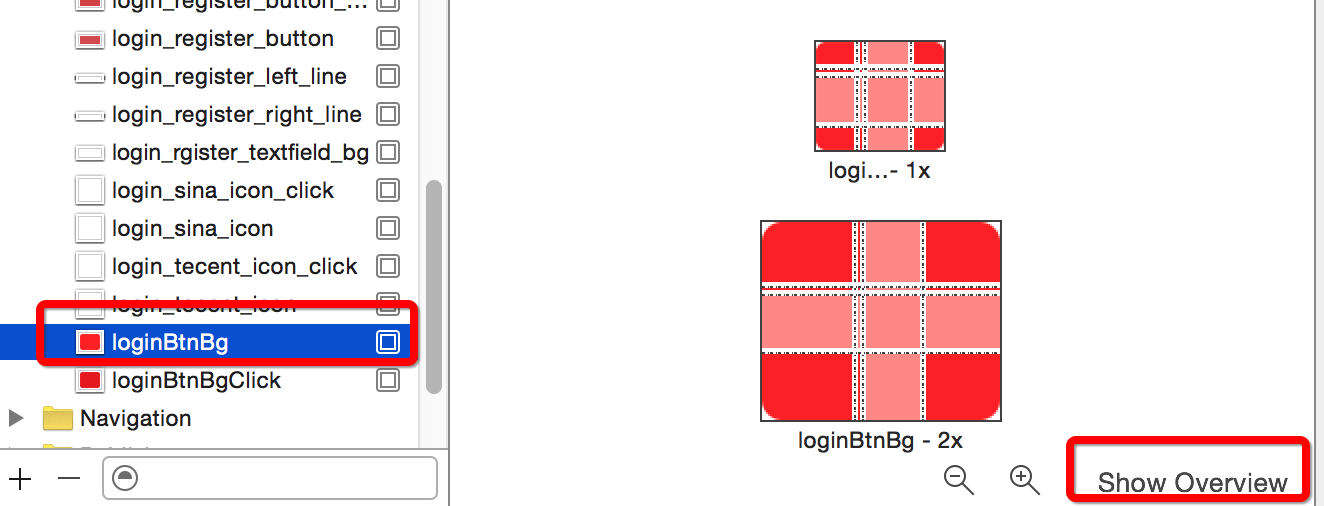 login_register_button_...
login_register_button
login_register_left_line
login_register_right_line
login_rgister_textfield_bg
login_sina_icon_click
login_sina_icon
login_tecent_icon_click
login_tecent_icon
loginBtnBg
loginBtnBgClick
Navigation
logi...- 1x
loginBtnBg - 2x
Show Overview